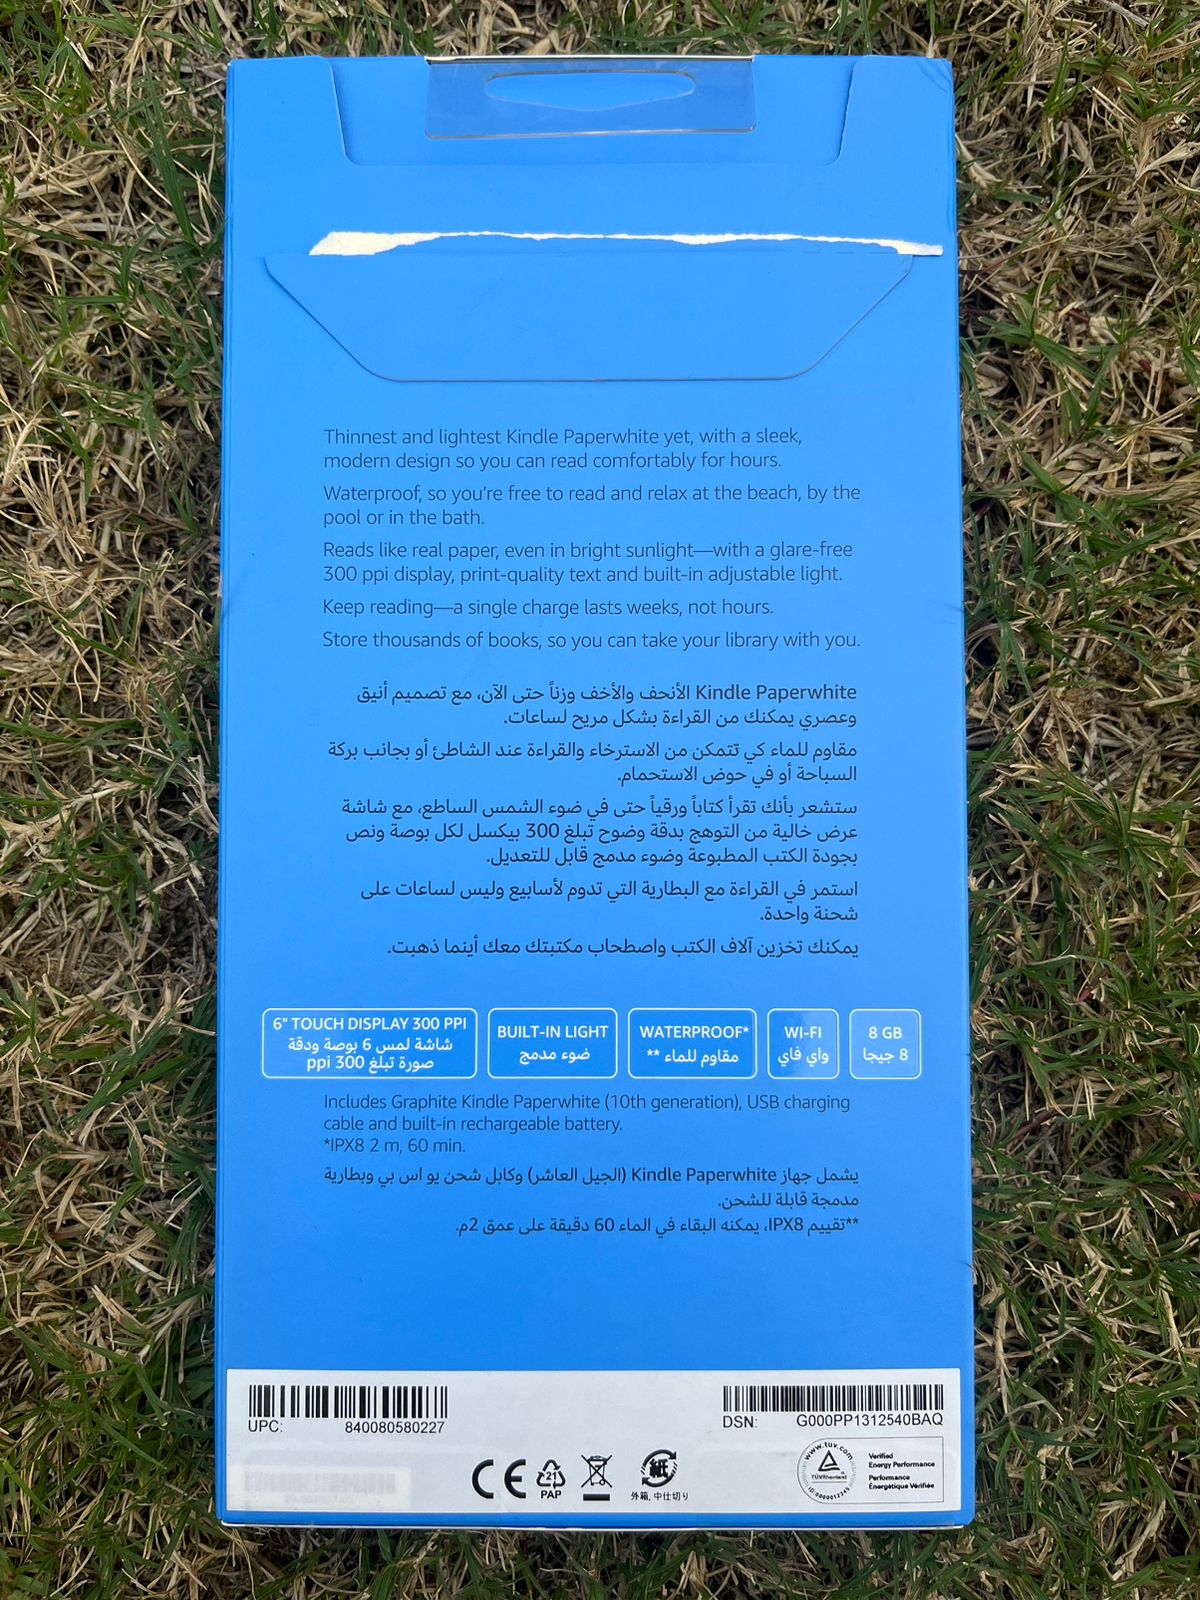 Thinnest and lightest Kindle Paperwhite yet, with a sleek,
modern design so you can read comfortably for hours.
Waterproof, so you're free to read and relax at the beach, by the
pool or in the bath.
Reads like real paper, even in bright sunlight—with a glare-free
300 ppi display, print-quality text and built-in adjustable light.
Keep reading—a single charge lasts weeks, not hours.
Store thousands of books, so you can take your library with you.
Kindle Paperwhite الأنحف والأخف وزناً حتى الآن، مع تصميم أنيق
وعصري يمكنك من القراءة بشكل مريح لساعات.
مقاوم للماء كي تتمكن من الاسترخاء والقراءة عند الشاطئ أو بجانب بركة
السباحة أو في حوض الاستحمام.
ستشعر بأنك تقرأ كتاباً ورقياً حتى في ضوء الشمس الساطع، مع شاشة
عرض خالية من التوهج بدقة وضوح تبلغ 300 بيكسل لكل بوصة ونص
بجودة الكتب المطبوعة وضوء مدمج قابل للتعديل.
استمر في القراءة مع البطارية التي تدوم لأسابيع وليس لساعات على
شحنة واحدة.
يمكنك تخزين آلاف الكتب واصطحاب مكتبتك معك أينما ذهبت.
6" TOUCH DISPLAY 300 PPI
شاشة لمس 6 بوصة ودقة
صورة تبلغ 300 ppi
BUILT-IN LIGHT
ضوء مدمج
WATERPROOF*
مقاوم للماء **
WI-FI
واي فاي
8 GB
8 جيجا
Includes Graphite Kindle Paperwhite (10th generation), USB charging
cable and built-in rechargeable battery.
*IPX8 2 m, 60 min.
يشمل جهاز Kindle Paperwhite (الجيل العاشر) وكابل شحن يو اس بي وبطارية
مدمجة قابلة للشحن.
**تقييم IPX8، يمكنه البقاء في الماء 60 دقيقة على عمق 2م.
UPC: 840080580227
DSN: G000PP1312540BAQ
CE
21
PAP
紙
外箱, 中仕切り
www.tuv.com
TÜVRheinland
ID:0000012345
Verified
Energy Performance
Performance
Énergétique Vérifiée